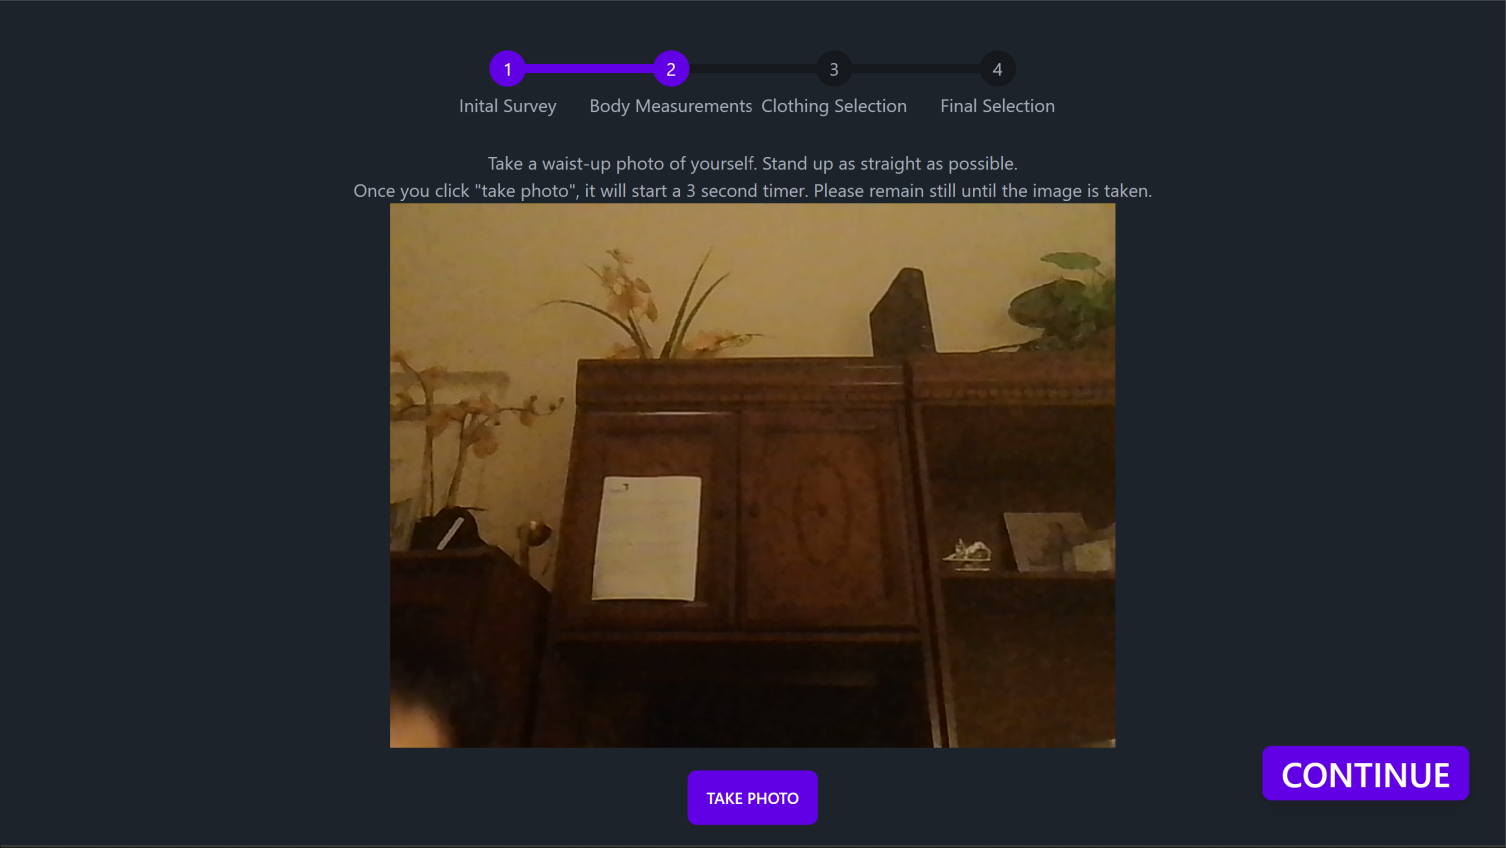 1
2
3
4
Inital Survey
Body Measurements
Clothing Selection
Final Selection
Take a waist-up photo of yourself. Stand up as straight as possible.
Once you click "take photo", it will start a 3 second timer. Please remain still until the image is taken.
TAKE PHOTO
CONTINUE